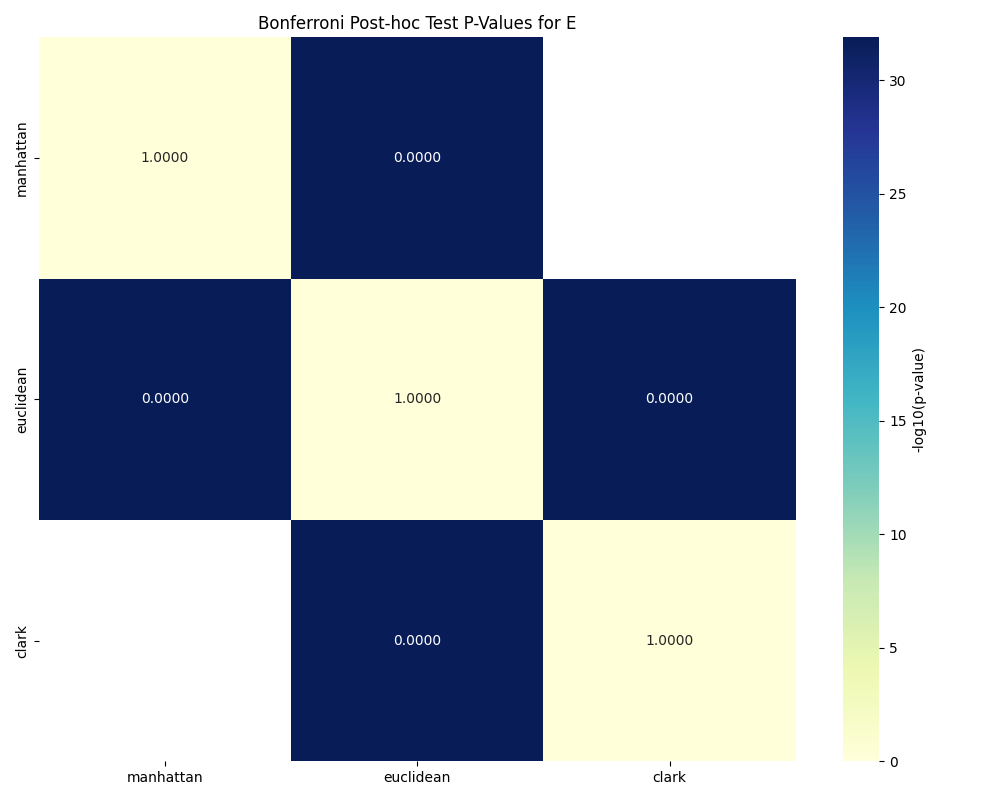 Bonferroni Post-hoc Test P-Values for E
manhattan
1.0000
0.0000
euclidean
0.0000
1.0000
0.0000
clark
0.0000
1.0000
manhattan
euclidean
clark
30
25
20
15
10
5
0
-log10(p-value)